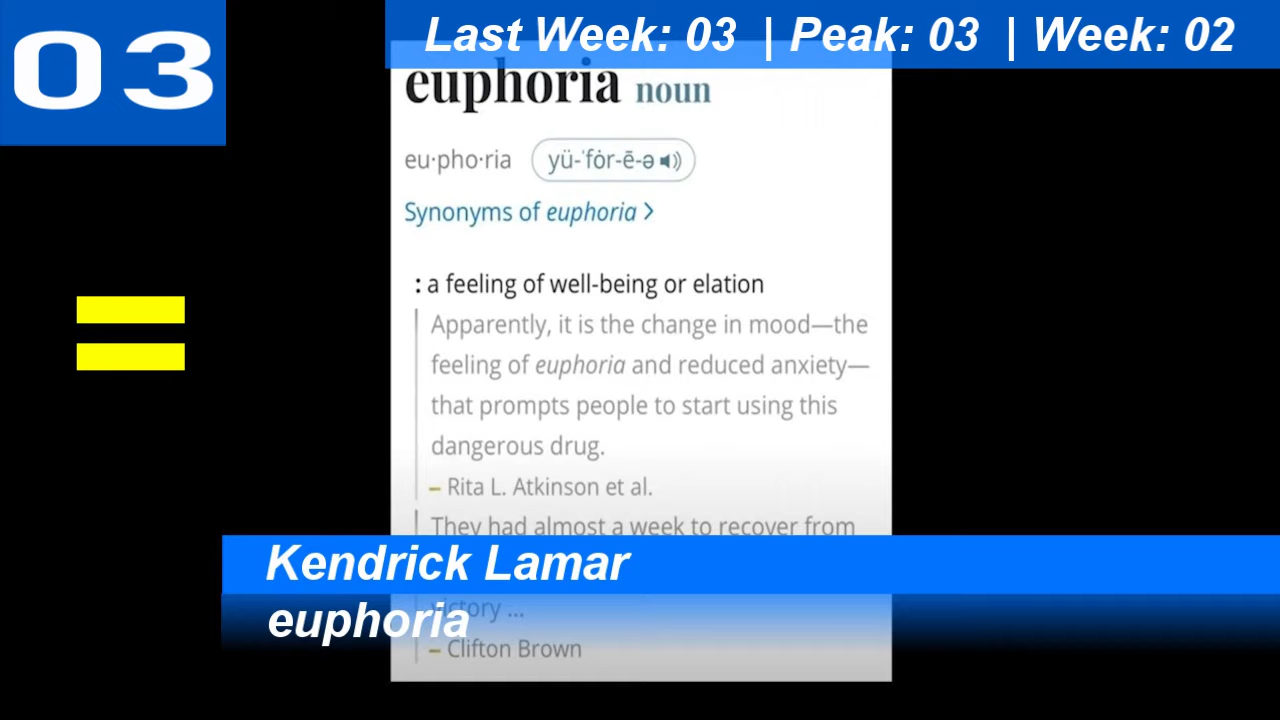 03
Last Week: 03 | Peak: 03 | Week: 02
euphoria noun
eu·pho·ria yü-ˈfȯr-ē-ə
Synonyms of euphoria >
: a feeling of well-being or elation
Apparently, it is the change in mood—the
feeling of euphoria and reduced anxiety—
that prompts people to start using this
dangerous drug.
– Rita L. Atkinson et al.
They had almost a week to recover from
Kendrick Lamar
victory ...
euphoria
– Clifton Brown